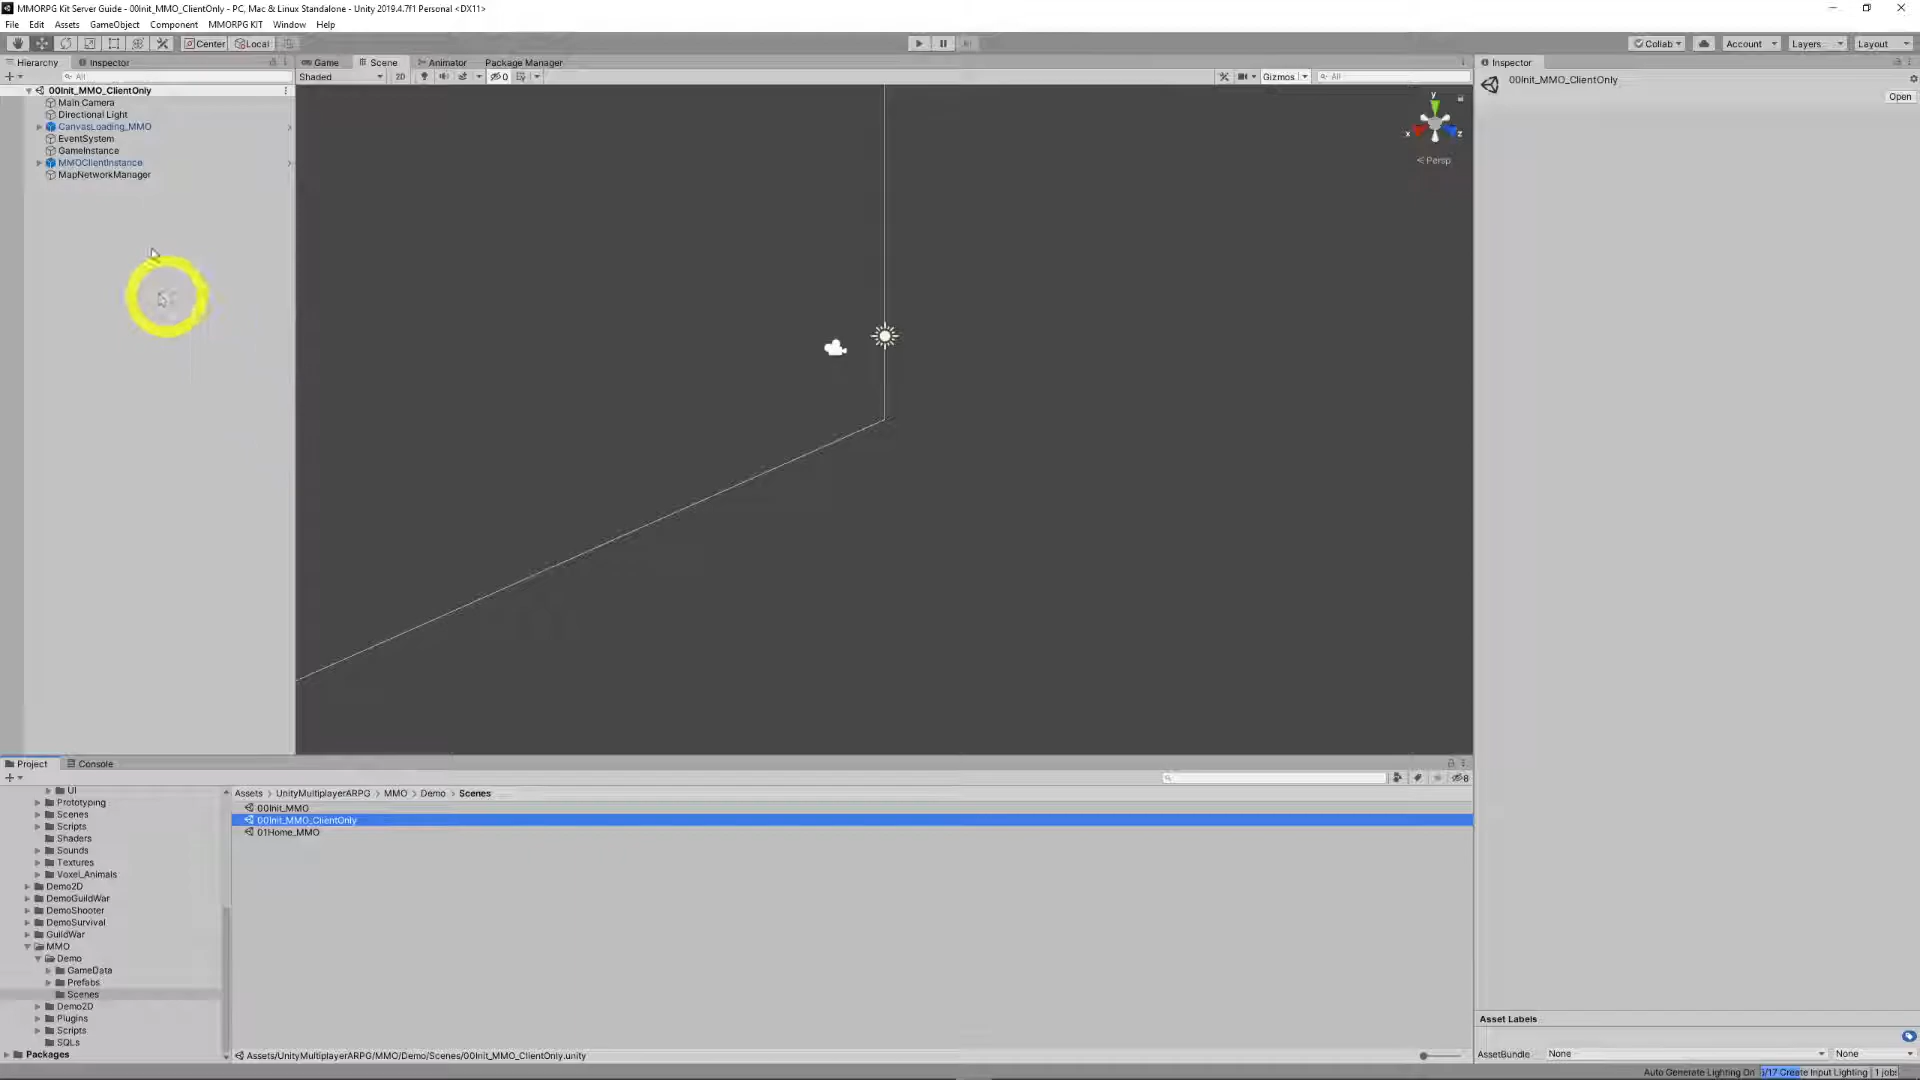 MMORPG Kit Server Guide - 00Init_MMO_ClientOnly - PC, Mac & Linux Standalone - Unity 2019.4.7f1 Personal <DX11>
File Edit Assets GameObject Component MMORPG KIT Window Help
Center Local Collab Account Layers Layout
Hierarchy Inspector Game Scene Animator Package Manager Inspector
All Shaded 2D 0 Gizmos All
00Init_MMO_ClientOnly
Open
00Init_MMO_ClientOnly
Main Camera
Directional Light
CanvasLoading_MMO
EventSystem
GameInstance
MMOClientInstance
MapNetworkManager
y
x z
< Persp
Project Console
8
UI
Prototyping
Scenes
Scripts
Shaders
Sounds
Textures
Voxel_Animals
Demo2D
DemoGuildWar
DemoShooter
DemoSurvival
GuildWar
MMO
Demo
GameData
Prefabs
Scenes
Demo2D
Plugins
Scripts
SQLs
Packages
Assets > UnityMultiplayerARPG > MMO > Demo > Scenes
00Init_MMO
00Init_MMO_ClientOnly
01Home_MMO
Assets/UnityMultiplayerARPG/MMO/Demo/Scenes/00Init_MMO_ClientOnly.unity
Asset Labels
AssetBundle None None
Auto Generate Lighting On /17 Create Input Lighting 1 jobs